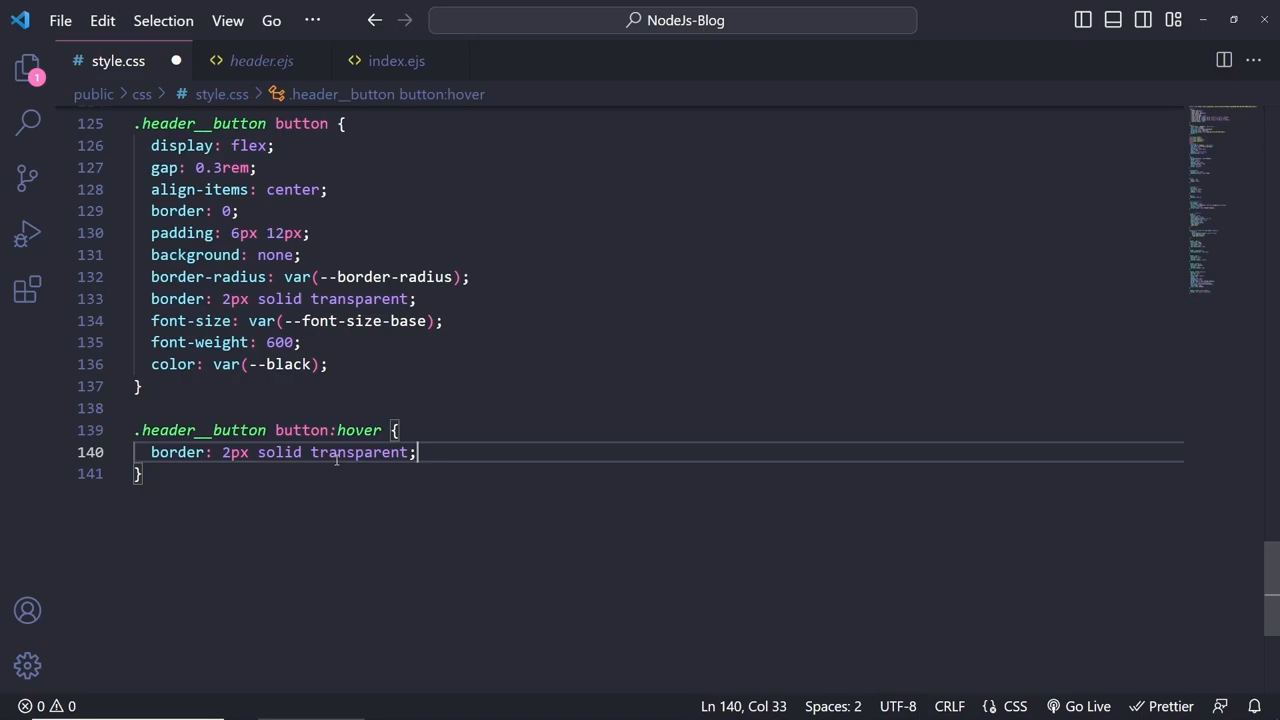 File Edit Selection View Go ··· NodeJs-Blog
style.css header.ejs index.ejs
1
public > css > # style.css > .header__button button:hover
125 .header__button button {
126 display: flex;
127 gap: 0.3rem;
128 align-items: center;
129 border: 0;
130 padding: 6px 12px;
131 background: none;
132 border-radius: var(--border-radius);
133 border: 2px solid transparent;
134 font-size: var(--font-size-base);
135 font-weight: 600;
136 color: var(--black);
137 }
138
139 .header__button button:hover {
140 border: 2px solid transparent;
141 }
0 0 Ln 140, Col 33 Spaces: 2 UTF-8 CRLF {} CSS Go Live Prettier